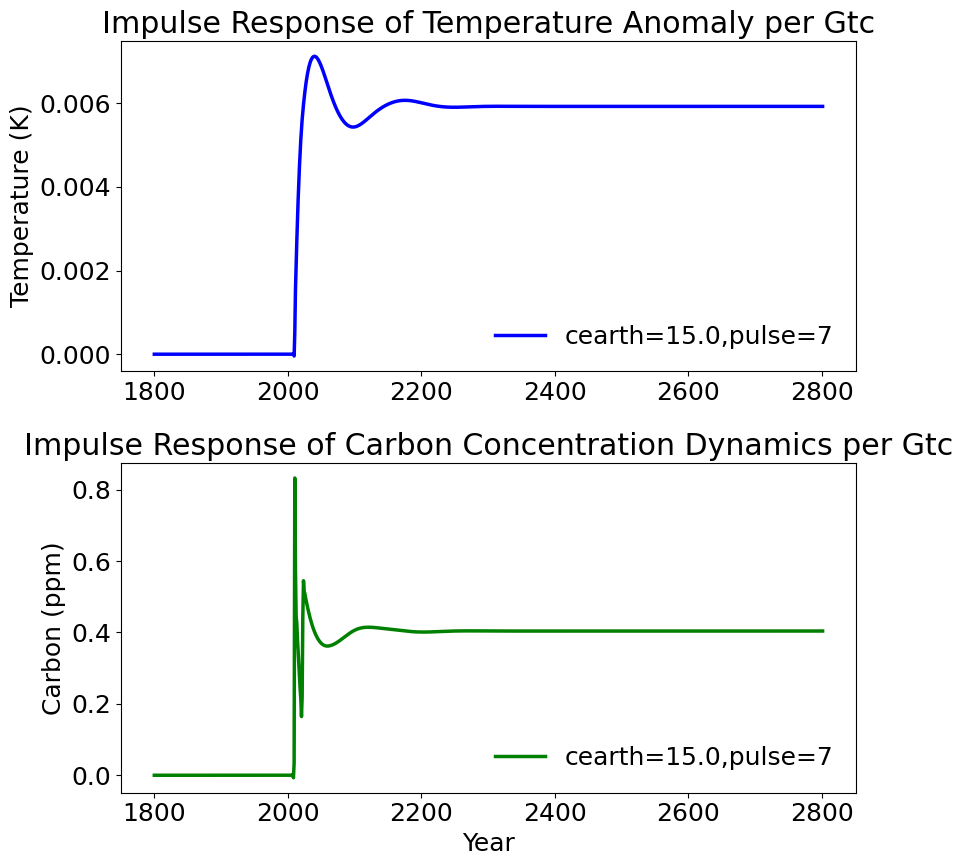 Impulse Response of Temperature Anomaly per Gtc
Temperature (K)
0.006
0.004
0.002
0.000
cearth=15.0,pulse=7
1800 2000 2200 2400 2600 2800
Impulse Response of Carbon Concentration Dynamics per Gtc
Carbon (ppm)
0.8
0.6
0.4
0.2
0.0
cearth=15.0,pulse=7
1800 2000 2200 2400 2600 2800
Year